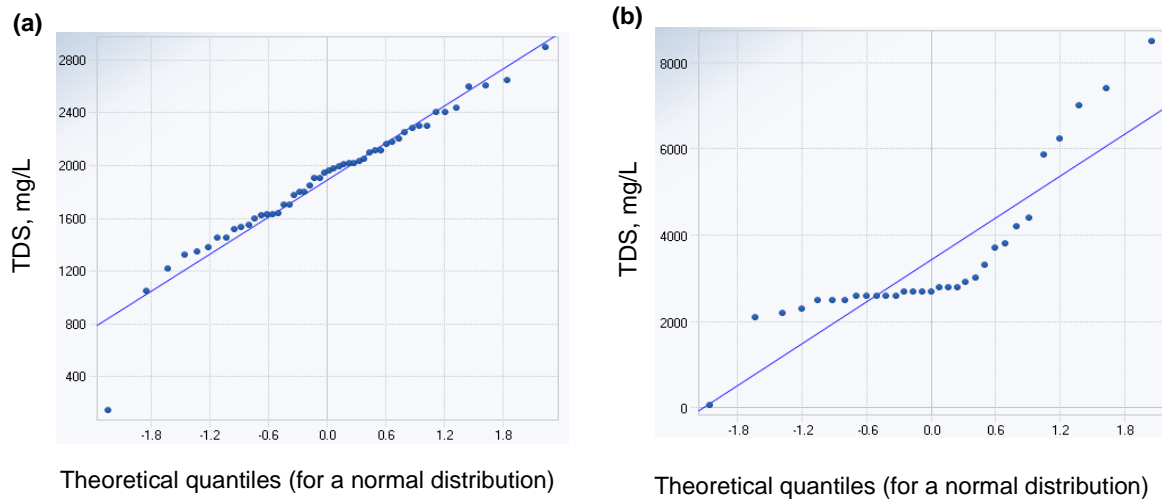 (a)
2800
2400
2000
1600
1200
800
400
TDS, mg/L
-1.8 -1.2 -0.6 0.0 0.6 1.2 1.8
Theoretical quantiles (for a normal distribution)
(b)
8000
6000
4000
2000
0
TDS, mg/L
-1.8 -1.2 -0.6 0.0 0.6 1.2 1.8
Theoretical quantiles (for a normal distribution)